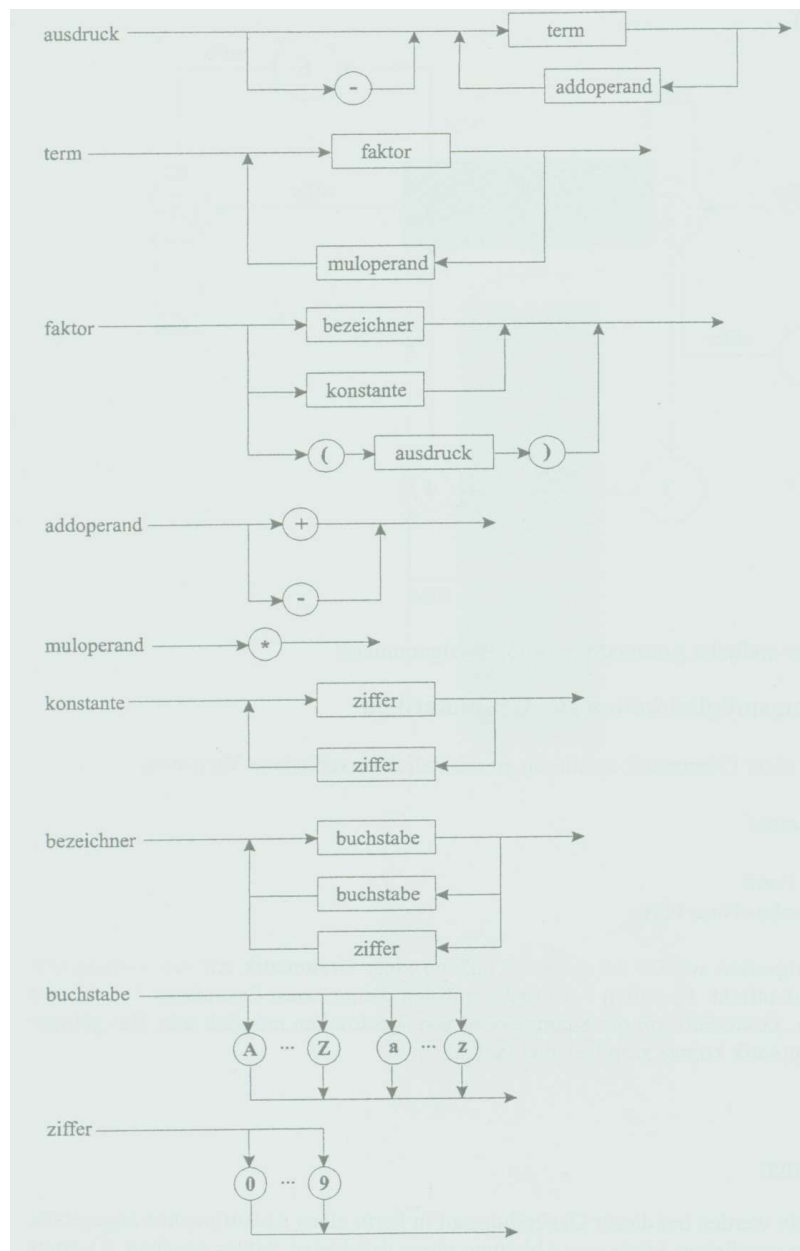 ausdruck
term
-
addoperand
term
faktor
muloperand
faktor
bezeichner
konstante
( ausdruck )
addoperand
+
-
muloperand *
konstante
ziffer
ziffer
bezeichner
buchstabe
buchstabe
ziffer
buchstabe
A ... Z a ... z
ziffer
0 ... 9